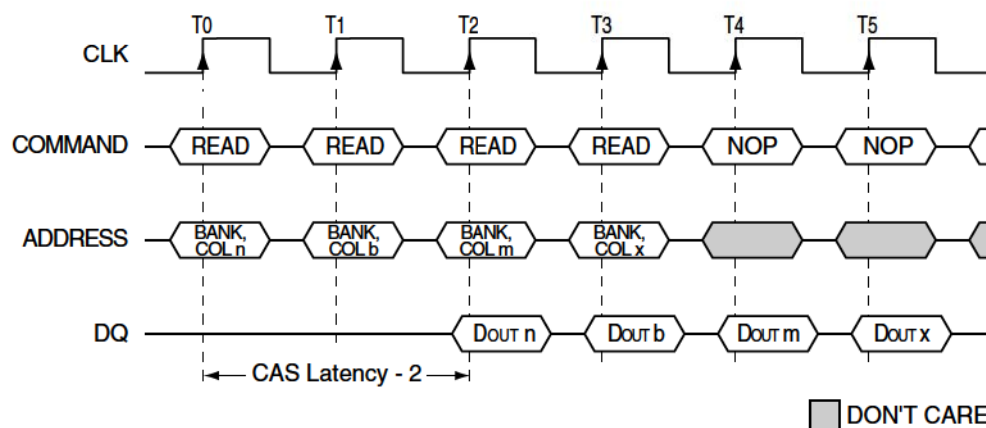 T0 T1 T2 T3 T4 T5
CLK
COMMAND READ READ READ READ NOP NOP
ADDRESS BANK, COL n BANK, COL b BANK, COL m BANK, COL x
DQ DOUT n DOUT b DOUT m DOUT x
CAS Latency - 2
DON'T CARE